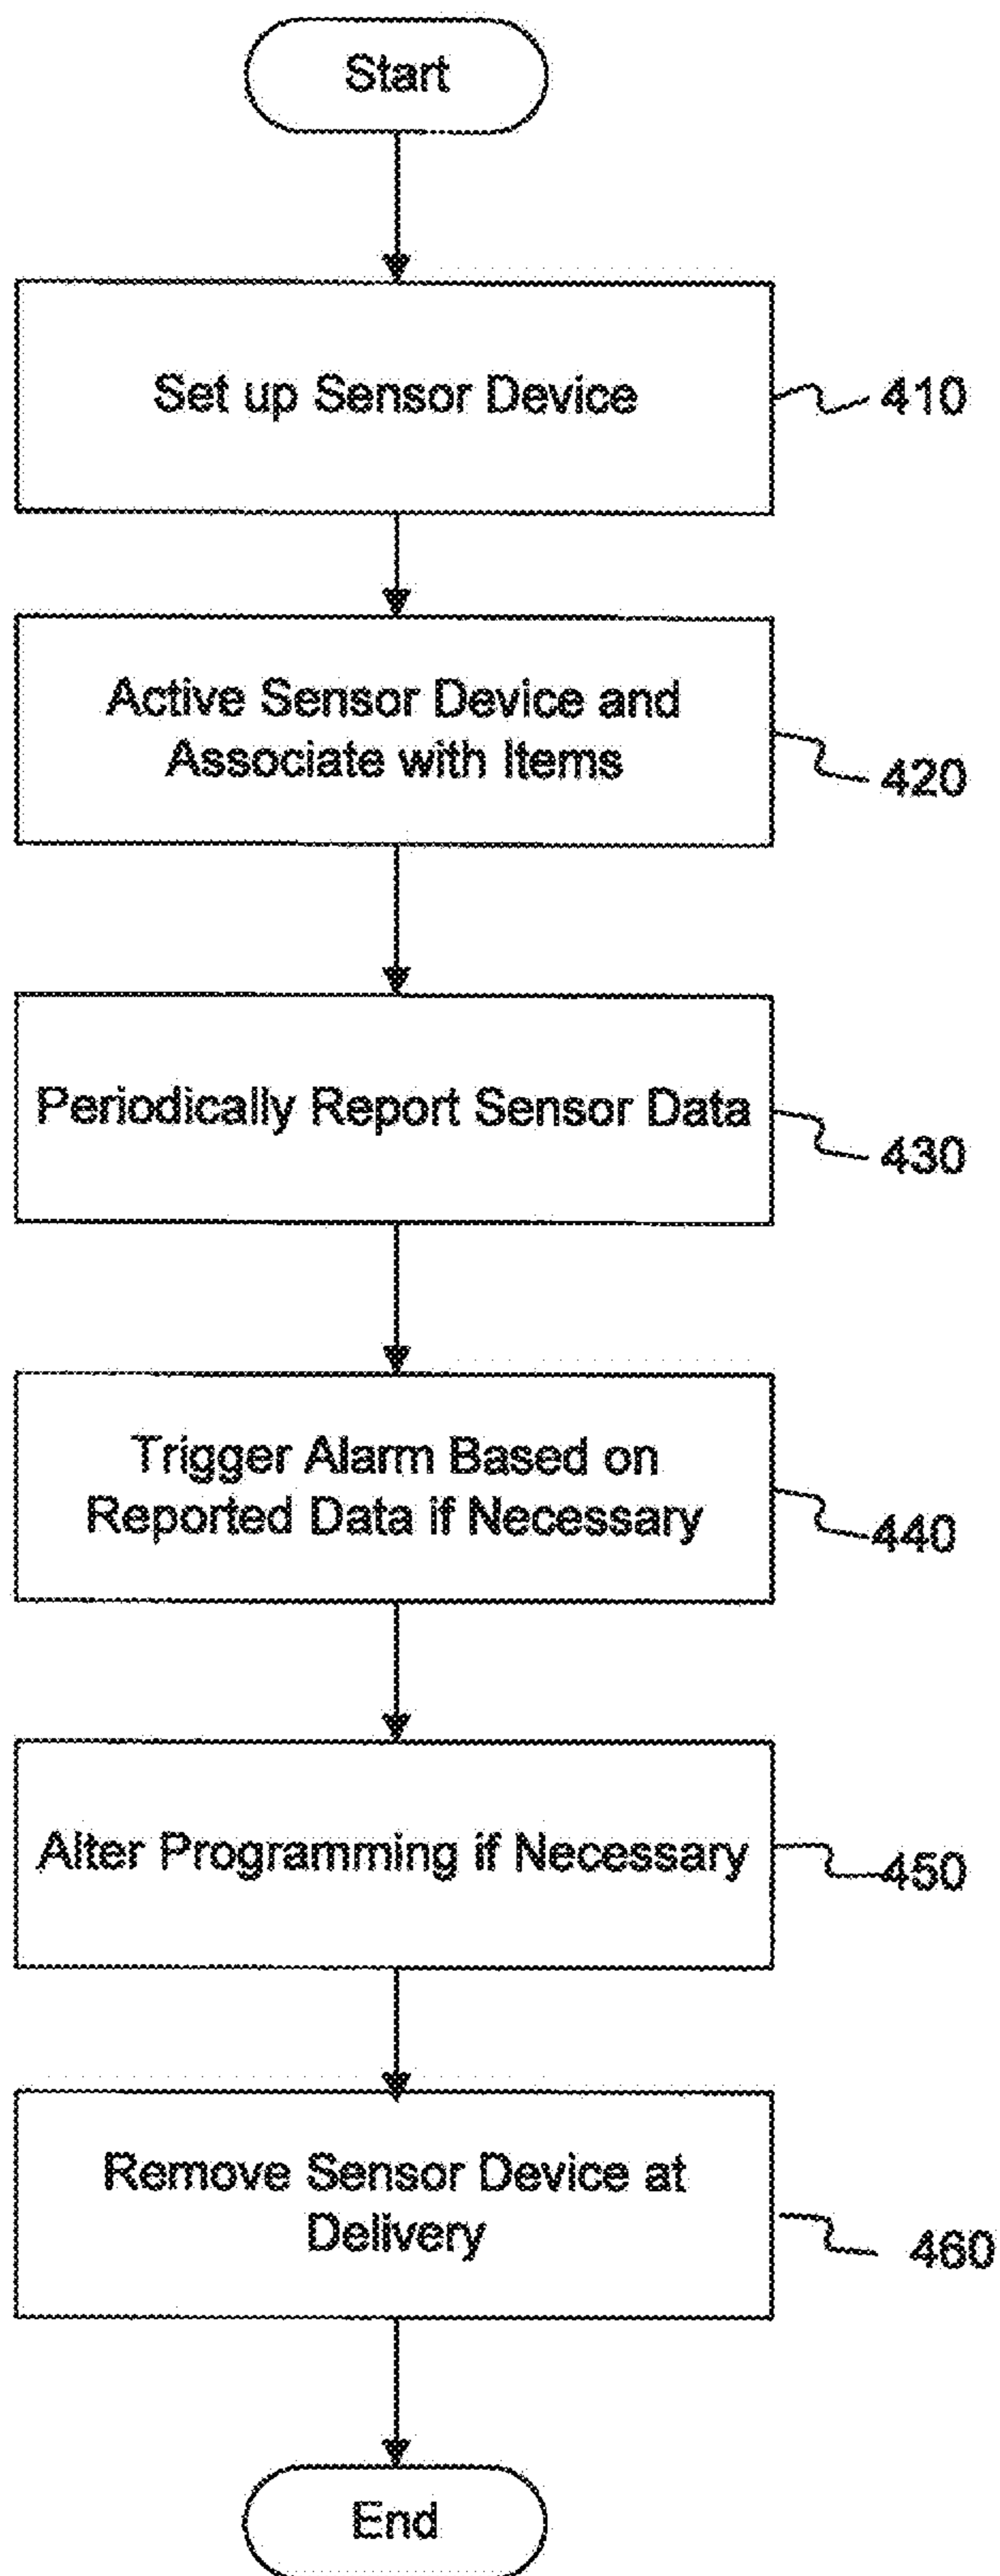 Start
Set up Sensor Device
410
Active Sensor Device and
Associate with Items
420
Periodically Report Sensor Data
430
Trigger Alarm Based on
Reported Data if Necessary
440
Alter Programming if Necessary
450
Remove Sensor Device at
Delivery
460
End